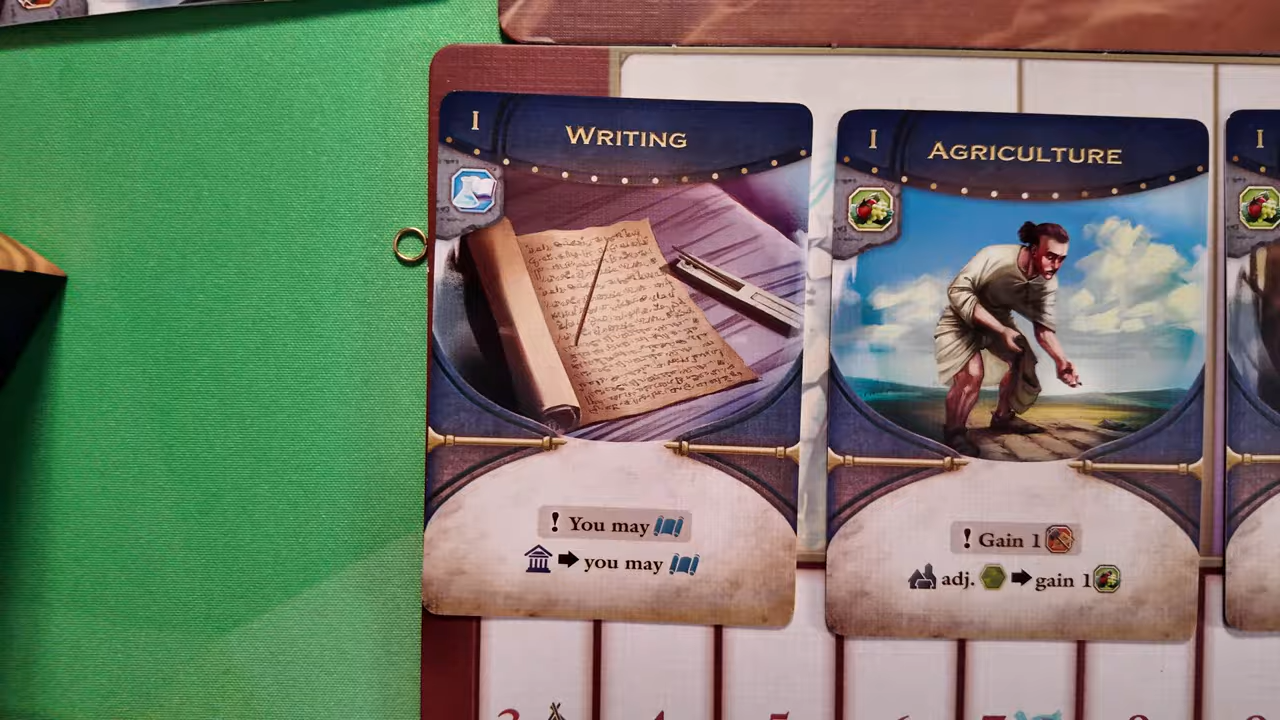 I
WRITING
! You may
you may
I
AGRICULTURE
! Gain 1
adj. gain 1
I